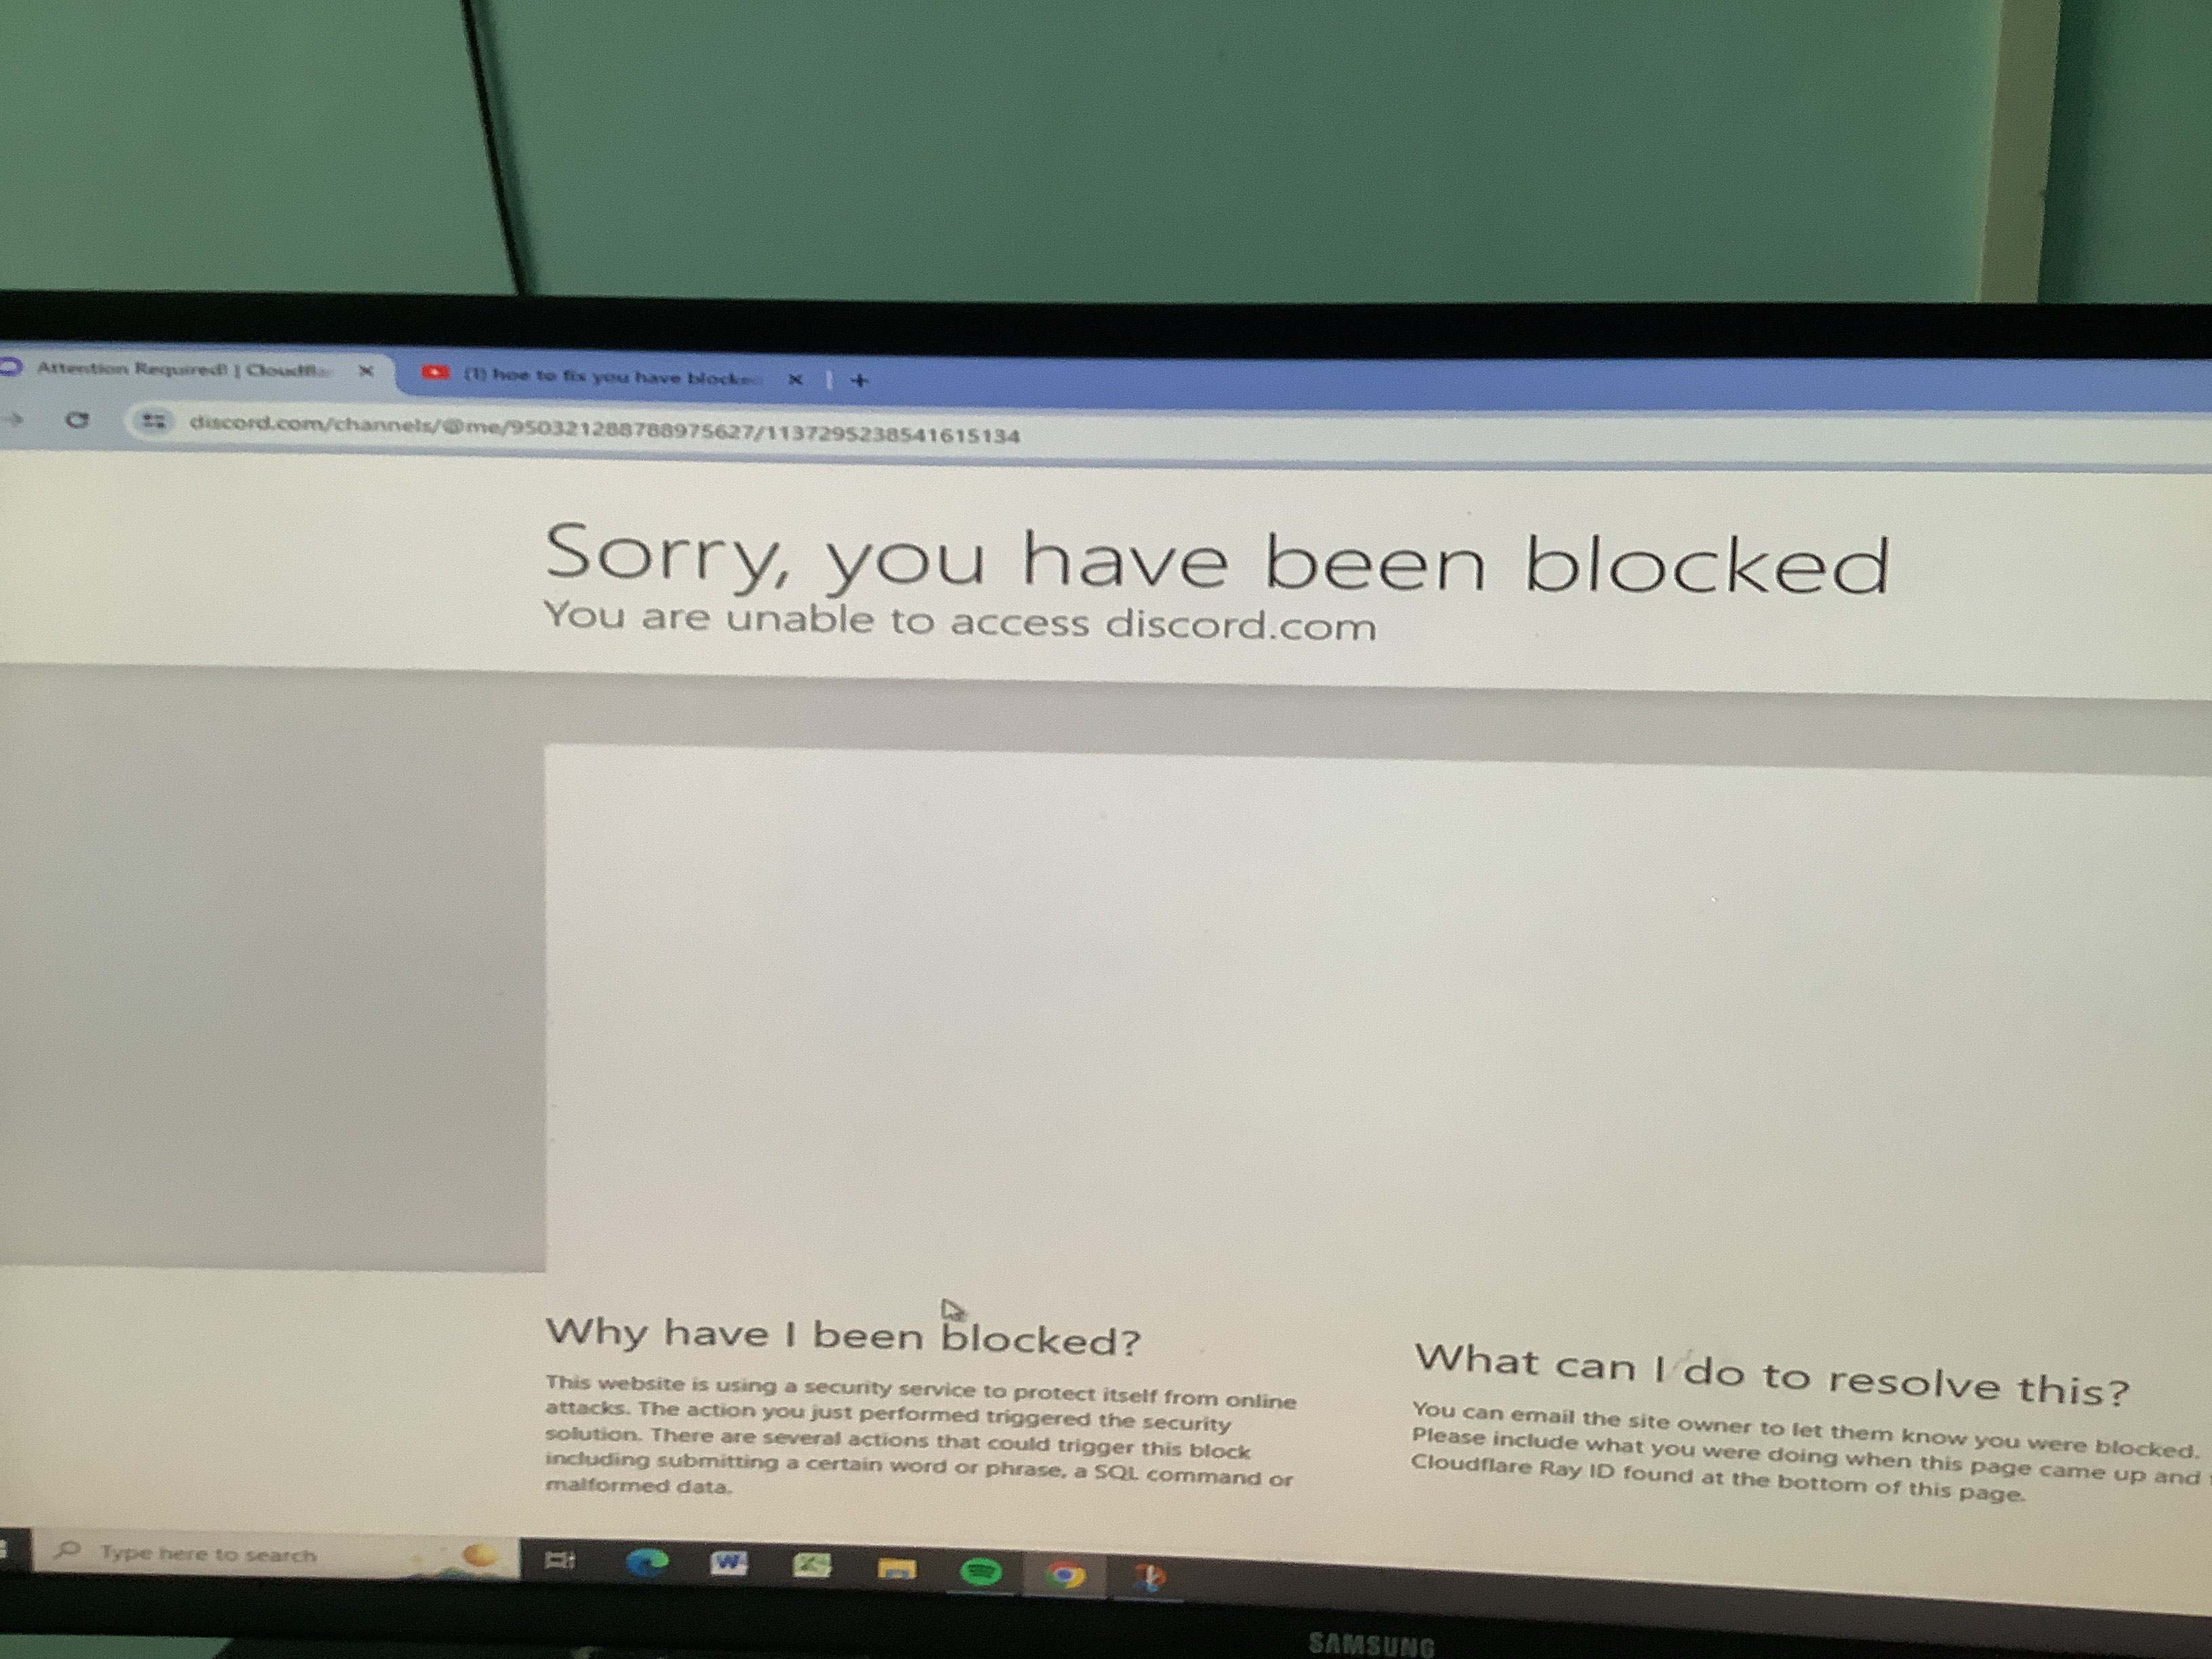 Attention Required! | Cloudfla
(1) hoe to fix you have blocked
discord.com/channels/@me/950321288788975627/1137295238541615134
Sorry, you have been blocked
You are unable to access discord.com
Why have I been blocked?
This website is using a security service to protect itself from online
attacks. The action you just performed triggered the security
solution. There are several actions that could trigger this block
including submitting a certain word or phrase, a SQL command or
malformed data.
What can I do to resolve this?
You can email the site owner to let them know you were blocked.
Please include what you were doing when this page came up and
Cloudflare Ray ID found at the bottom of this page.
Type here to search
SAMSUNG